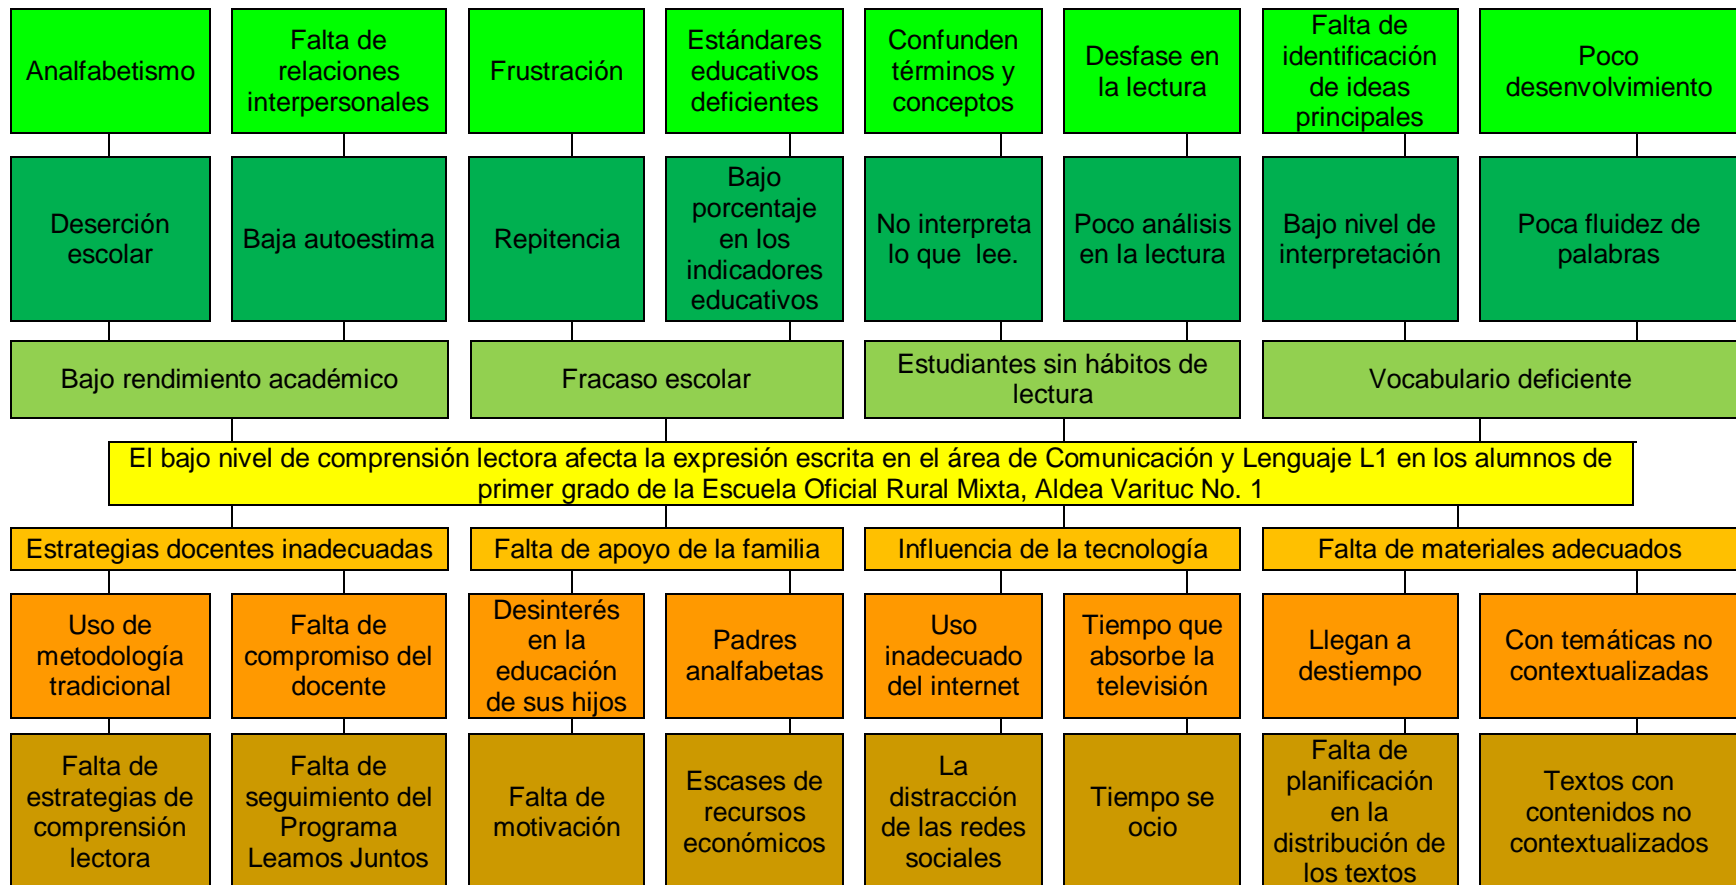 Analfabetismo
Falta de
relaciones
interpersonales
Frustración
Estándares
educativos
deficientes
Confunden
términos y
conceptos
Desfase en
la lectura
Falta de
identificación
de ideas
principales
Poco
desenvolvimiento
Deserción
escolar
Baja autoestima
Repitencia
Bajo
porcentaje
en los
indicadores
educativos
No interpreta
lo que lee.
Poco análisis
en la lectura
Bajo nivel de
interpretación
Poca fluidez de
palabras
Bajo rendimiento académico
Fracaso escolar
Estudiantes sin hábitos de
lectura
Vocabulario deficiente
El bajo nivel de comprensión lectora afecta la expresión escrita en el área de Comunicación y Lenguaje L1 en los alumnos de
primer grado de la Escuela Oficial Rural Mixta, Aldea Varituc No. 1
Estrategias docentes inadecuadas
Falta de apoyo de la familia
Influencia de la tecnología
Falta de materiales adecuados
Uso de
metodología
tradicional
Falta de
compromiso del
docente
Desinterés
en la
educación
de sus hijos
Padres
analfabetas
Uso
inadecuado
del internet
Tiempo que
absorbe la
televisión
Llegan a
destiempo
Con temáticas no
contextualizadas
Falta de
estrategias de
comprensión
lectora
Falta de
seguimiento del
Programa
Leamos Juntos
Falta de
motivación
Escases de
recursos
económicos
La
distracción
de las redes
sociales
Tiempo se
ocio
Falta de
planificación
en la
distribución de
los textos
Textos con
contenidos no
contextualizados